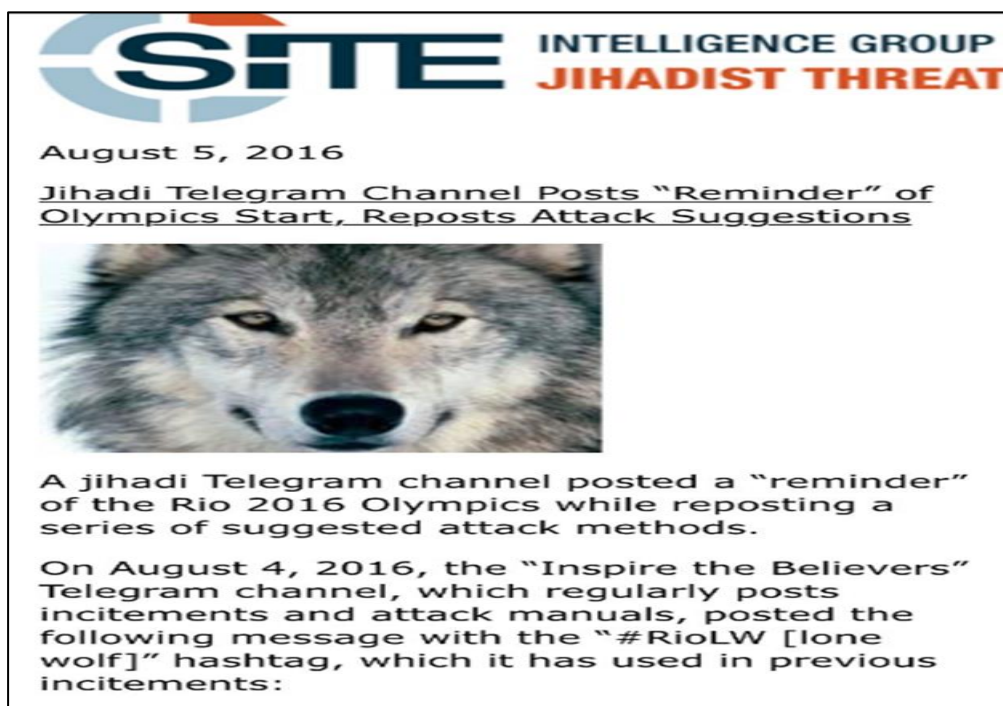 SITE INTELLIGENCE GROUP
JIHADIST THREAT
August 5, 2016
Jihadi Telegram Channel Posts “Reminder” of
Olympics Start, Reposts Attack Suggestions
A jihadi Telegram channel posted a “reminder”
of the Rio 2016 Olympics while reposting a
series of suggested attack methods.
On August 4, 2016, the “Inspire the Believers”
Telegram channel, which regularly posts
incitements and attack manuals, posted the
following message with the “#RioLW [lone
wolf]” hashtag, which it has used in previous
incitements: